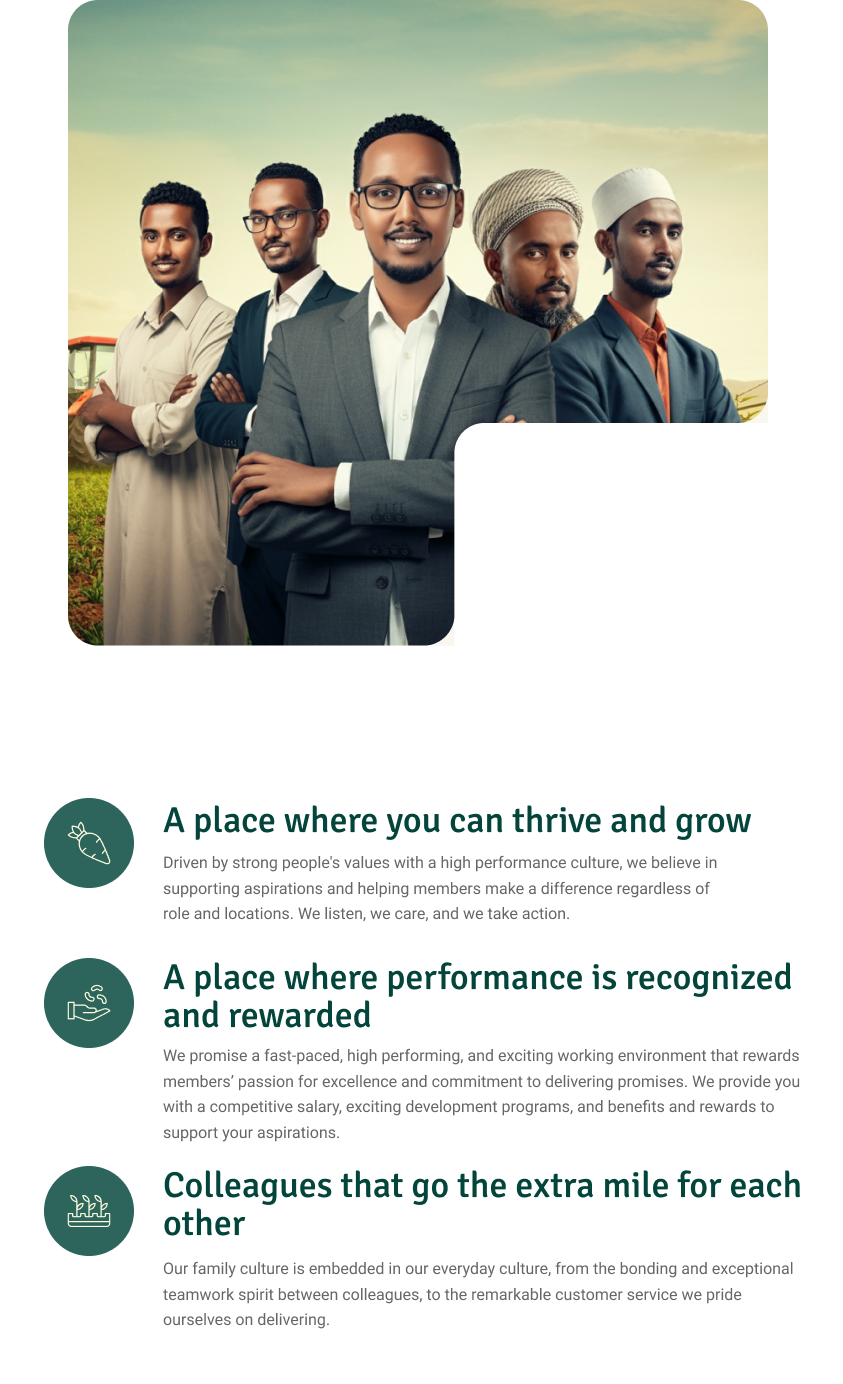 A place where you can thrive and grow
Driven by strong people's values with a high performance culture, we believe in
supporting aspirations and helping members make a difference regardless of
role and locations. We listen, we care, and we take action.
A place where performance is recognized
and rewarded
We promise a fast-paced, high performing, and exciting working environment that rewards
members’ passion for excellence and commitment to delivering promises. We provide you
with a competitive salary, exciting development programs, and benefits and rewards to
support your aspirations.
Colleagues that go the extra mile for each
other
Our family culture is embedded in our everyday culture, from the bonding and exceptional
teamwork spirit between colleagues, to the remarkable customer service we pride
ourselves on delivering.